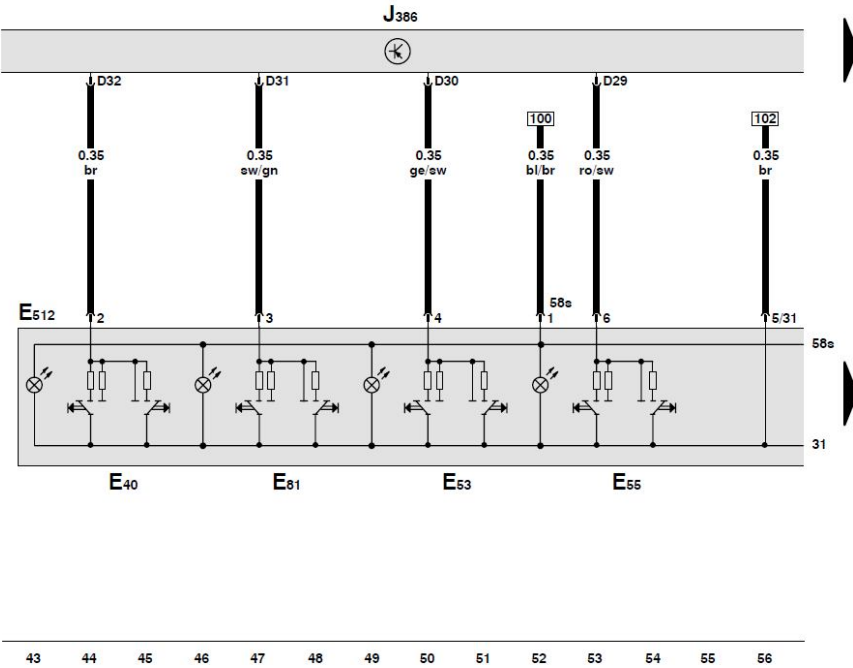 J386
D32 D31 D30 D29
100 102
0.35 0.35 0.35 0.35 0.35 0.35
br sw/gn ge/sw bl/br ro/sw br
58s
E512 2 3 4 1 6 5/31
58s
31
E40 E81 E53 E55
43 44 45 46 47 48 49 50 51 52 53 54 55 56